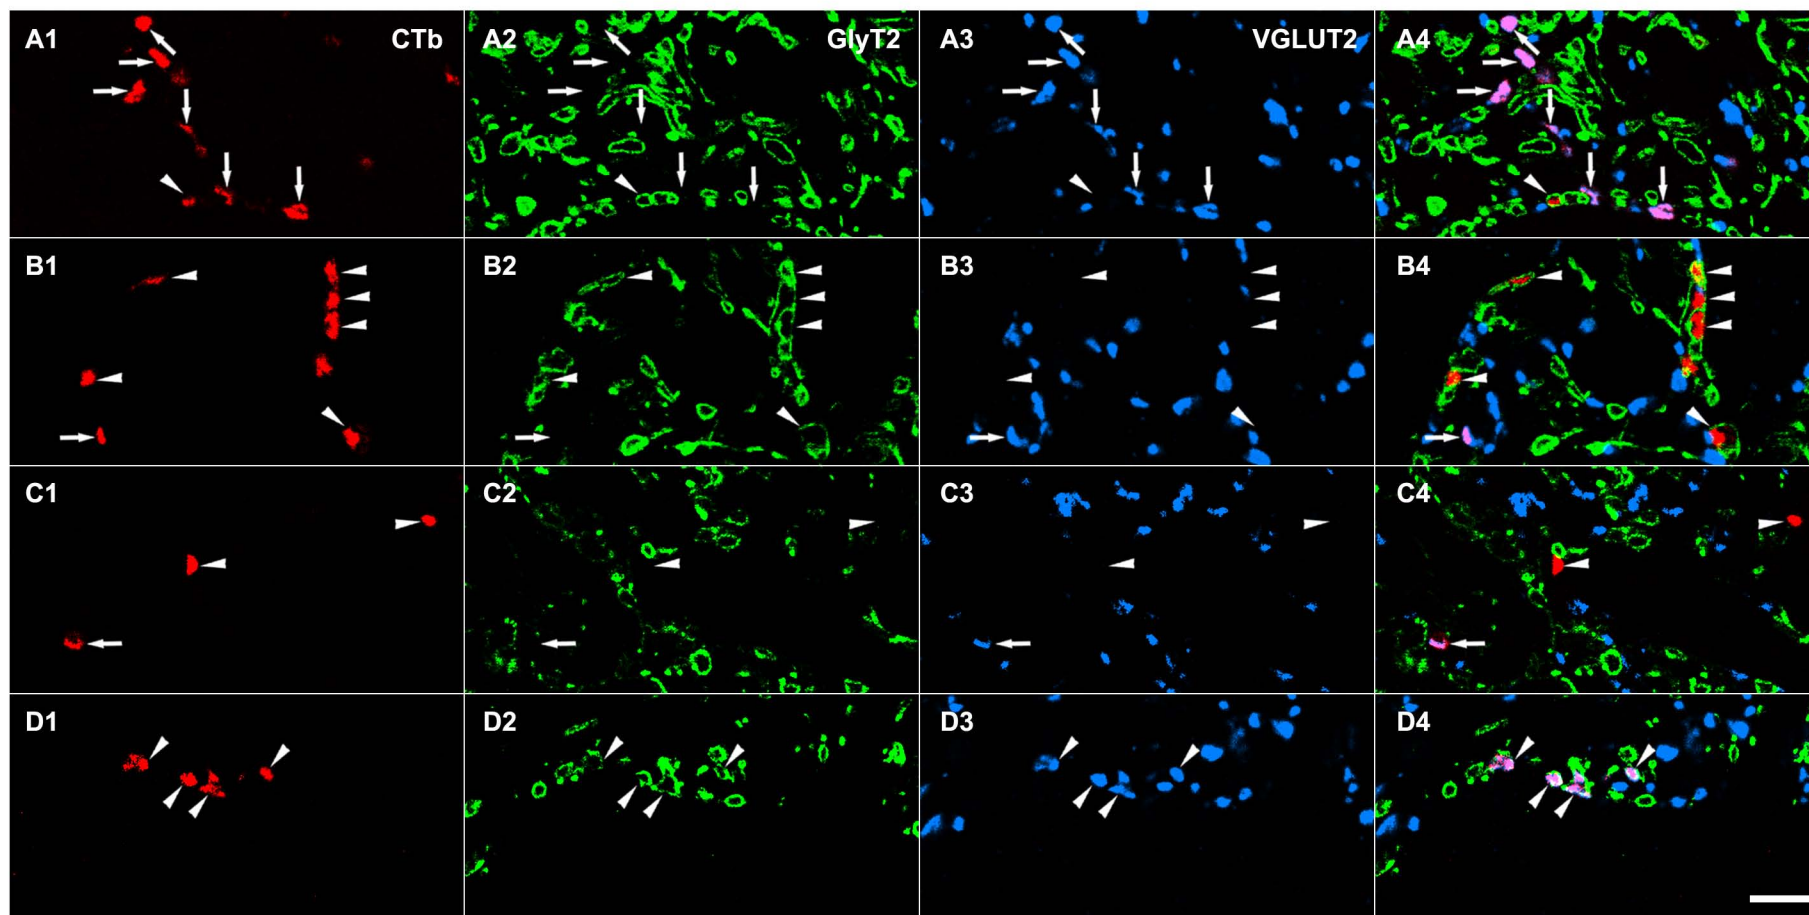 A1 CTb A2 GlyT2 A3 VGLUT2 A4
B1 B2 B3 B4
C1 C2 C3 C4
D1 D2 D3 D4